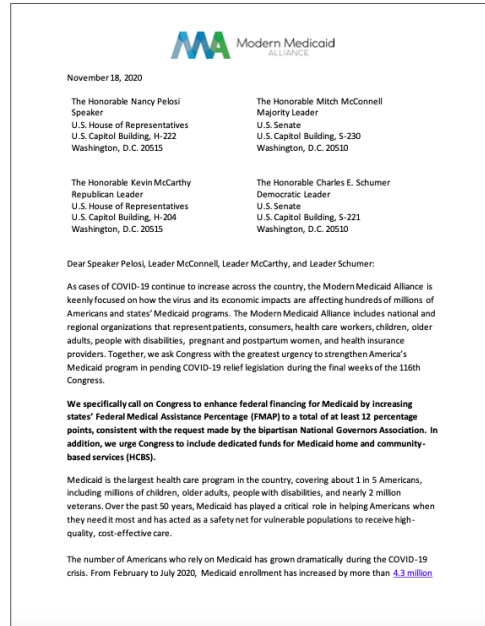 Modern Medicaid
ALLIANCE
November 18, 2020
The Honorable Nancy Pelosi
Speaker
U.S. House of Representatives
U.S. Capitol Building, H-222
Washington, D.C. 20515
The Honorable Mitch McConnell
Majority Leader
U.S. Senate
U.S. Capitol Building, S-230
Washington, D.C. 20510
The Honorable Kevin McCarthy
Republican Leader
U.S. House of Representatives
U.S. Capitol Building, H-204
Washington, D.C. 20515
The Honorable Charles E. Schumer
Democratic Leader
U.S. Senate
U.S. Capitol Building, S-221
Washington, D.C. 20510
Dear Speaker Pelosi, Leader McConnell, Leader McCarthy, and Leader Schumer:
As cases of COVID-19 continue to increase across the country, the Modern Medicaid Alliance is
keenly focused on how the virus and its economic impacts are affecting hundreds of millions of
Americans and states' Medicaid programs. The Modern Medicaid Alliance includes national and
regional organizations that represent patients, consumers, health care workers, children, older
adults, people with disabilities, pregnant and postpartum women, and health insurance
providers. Together, we ask Congress with the greatest urgency to strengthen America's
Medicaid program in pending COVID-19 relief legislation during the final weeks of the 116th
Congress.
We specifically call on Congress to enhance federal financing for Medicaid by increasing
states' Federal Medical Assistance Percentage (FMAP) to a total of at least 12 percentage
points, consistent with the request made by the bipartisan National Governors Association. In
addition, we urge Congress to include dedicated funds for Medicaid home and community-
based services (HCBS).
Medicaid is the largest health care program in the country, covering about 1 in 5 Americans,
including millions of children, older adults, people with disabilities, and nearly 2 million
veterans. Over the past 50 years, Medicaid has played a critical role in helping Americans when
they need it most and has acted as a safety net for vulnerable populations to receive high-
quality, cost-effective care.
The number of Americans who rely on Medicaid has grown dramatically during the COVID-19
crisis. From February to July 2020, Medicaid enrollment has increased by more than 4.3 million